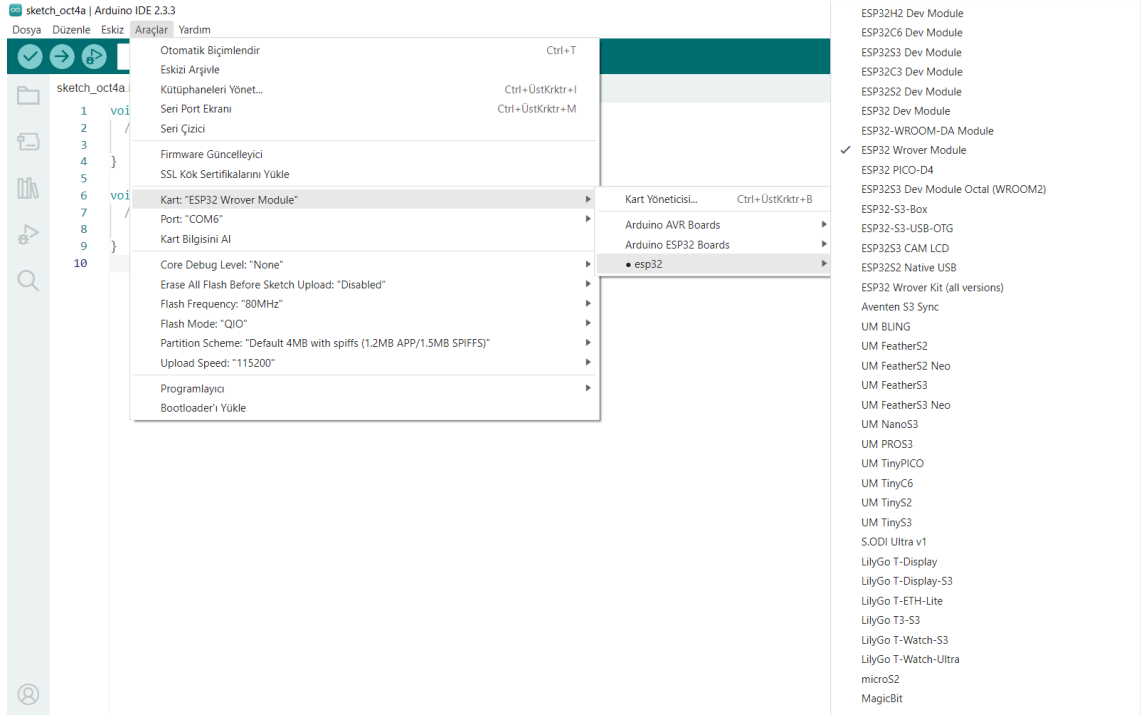 sketch_oct4a | Arduino IDE 2.3.3
Dosya Düzenle Eskiz Araçlar Yardım
sketch_oct4a.i
1 voi
2 /
3
4 }
5
6 voi
7 /
8
9 }
10
Otomatik Biçimlendir Ctrl+T
Eskizi Arşivle
Kütüphaneleri Yönet... Ctrl+ÜstKrktr+I
Seri Port Ekranı Ctrl+ÜstKrktr+M
Seri Çizici
Firmware Güncelleyici
SSL Kök Sertifikalarını Yükle
Kart: "ESP32 Wrover Module"
Port: "COM6"
Kart Bilgisini Al
Core Debug Level: "None"
Erase All Flash Before Sketch Upload: "Disabled"
Flash Frequency: "80MHz"
Flash Mode: "QIO"
Partition Scheme: "Default 4MB with spiffs (1.2MB APP/1.5MB SPIFFS)"
Upload Speed: "115200"
Programlayıcı
Bootloader'ı Yükle
Kart Yöneticisi... Ctrl+ÜstKrktr+B
Arduino AVR Boards
Arduino ESP32 Boards
● esp32
ESP32H2 Dev Module
ESP32C6 Dev Module
ESP32S3 Dev Module
ESP32C3 Dev Module
ESP32S2 Dev Module
ESP32 Dev Module
ESP32-WROOM-DA Module
✓ ESP32 Wrover Module
ESP32 PICO-D4
ESP32S3 Dev Module Octal (WROOM2)
ESP32-S3-Box
ESP32-S3-USB-OTG
ESP32S3 CAM LCD
ESP32S2 Native USB
ESP32 Wrover Kit (all versions)
Aventen S3 Sync
UM BLING
UM FeatherS2
UM FeatherS2 Neo
UM FeatherS3
UM FeatherS3 Neo
UM NanoS3
UM PROS3
UM TinyPICO
UM TinyC6
UM TinyS2
UM TinyS3
S.ODI Ultra v1
LilyGo T-Display
LilyGo T-Display-S3
LilyGo T-ETH-Lite
LilyGo T3-S3
LilyGo T-Watch-S3
LilyGo T-Watch-Ultra
microS2
MagicBit